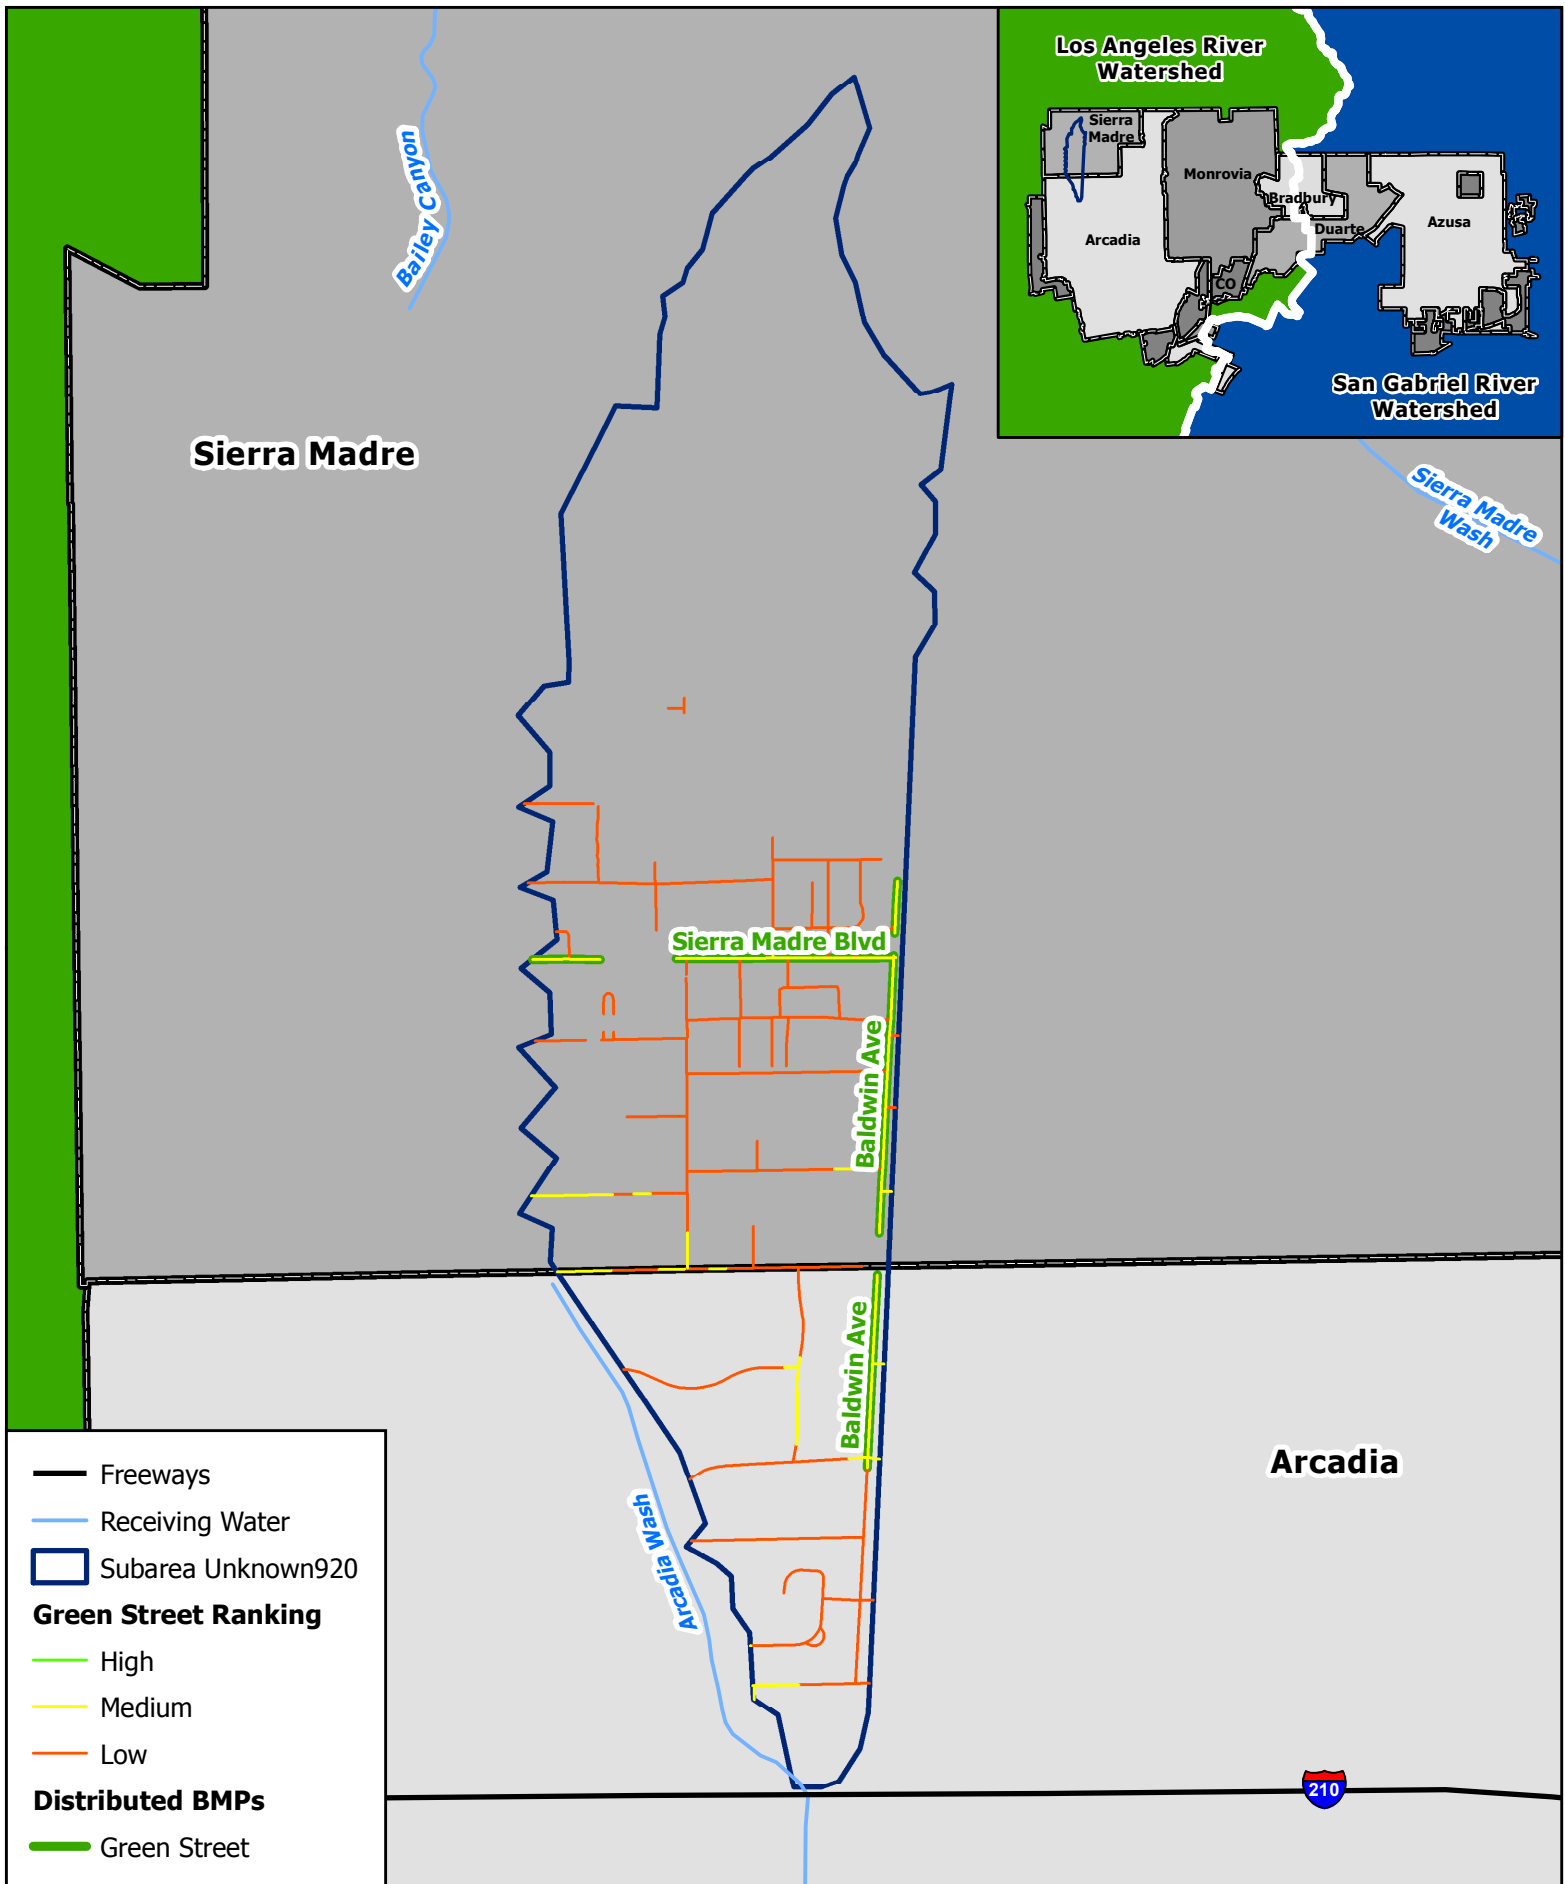 Los Angeles River
Watershed
Sierra
Madre
Monrovia
Bradbury
Duarte
Azusa
Arcadia
CO
San Gabriel River
Watershed
Bailey Canyon
Sierra Madre
Sierra Madre
Wash
Sierra Madre Blvd
Baldwin Ave
Baldwin Ave
Arcadia
Arcadia Wash
210
Freeways
Receiving Water
Subarea Unknown920
Green Street Ranking
High
Medium
Low
Distributed BMPs
Green Street